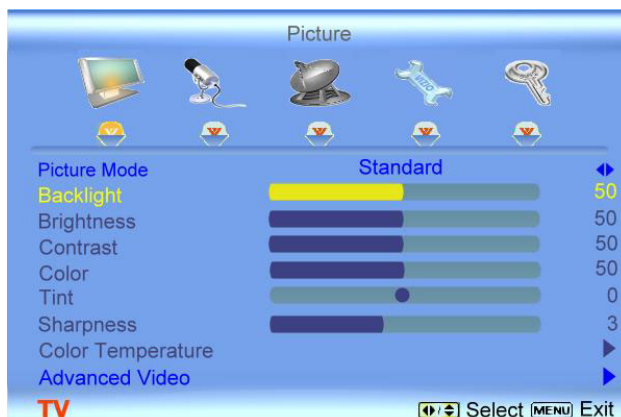 Picture
VIZIO
Picture Mode Standard
Backlight 50
Brightness 50
Contrast 50
Color 50
Tint 0
Sharpness 3
Color Temperature
Advanced Video
TV Select MENU Exit